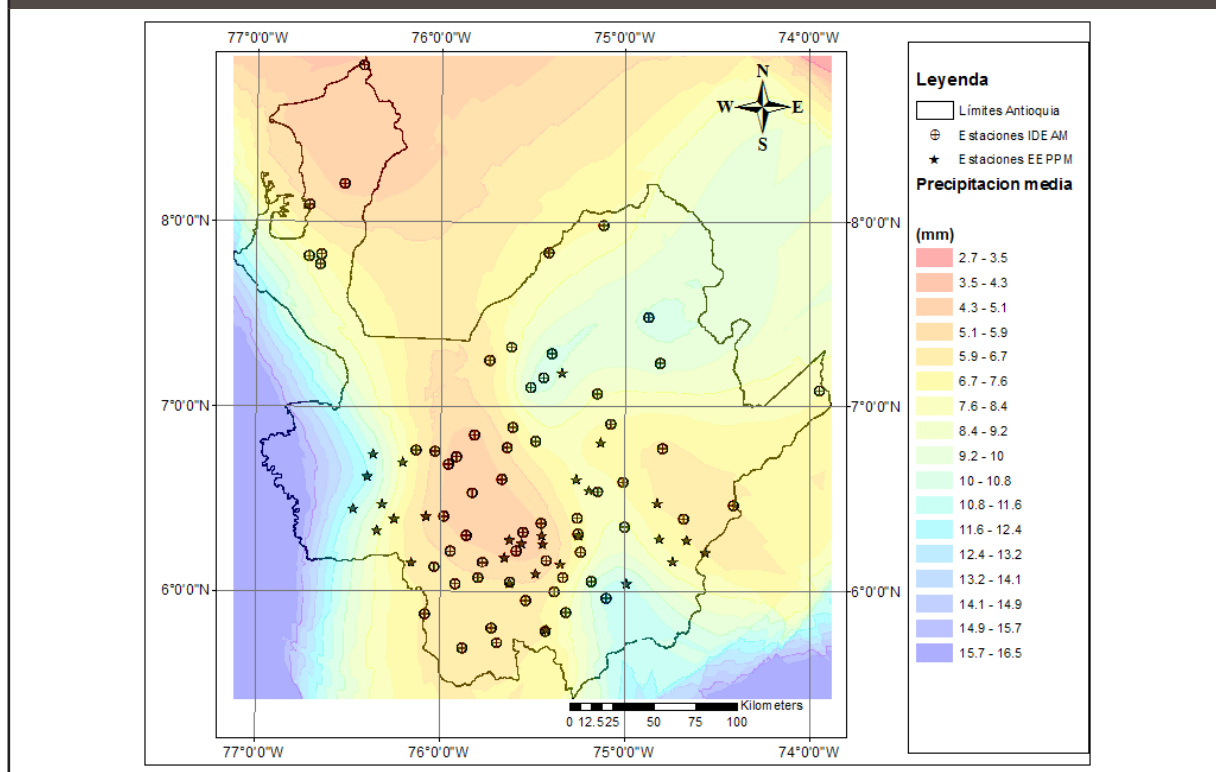 77°0'0"W 76°0'0"W 75°0'0"W 74°0'0"W
N
W E
S
8°0'0"N 8°0'0"N
7°0'0"N 7°0'0"N
6°0'0"N 6°0'0"N
Kilometers
0 12.525 50 75 100
77°0'0"W 76°0'0"W 75°0'0"W 74°0'0"W
Leyenda
Límites Antioquia
Estaciones IDEAM
Estaciones EEPPM
Precipitacion media
(mm)
2.7 - 3.5
3.5 - 4.3
4.3 - 5.1
5.1 - 5.9
5.9 - 6.7
6.7 - 7.6
7.6 - 8.4
8.4 - 9.2
9.2 - 10
10 - 10.8
10.8 - 11.6
11.6 - 12.4
12.4 - 13.2
13.2 - 14.1
14.1 - 14.9
14.9 - 15.7
15.7 - 16.5